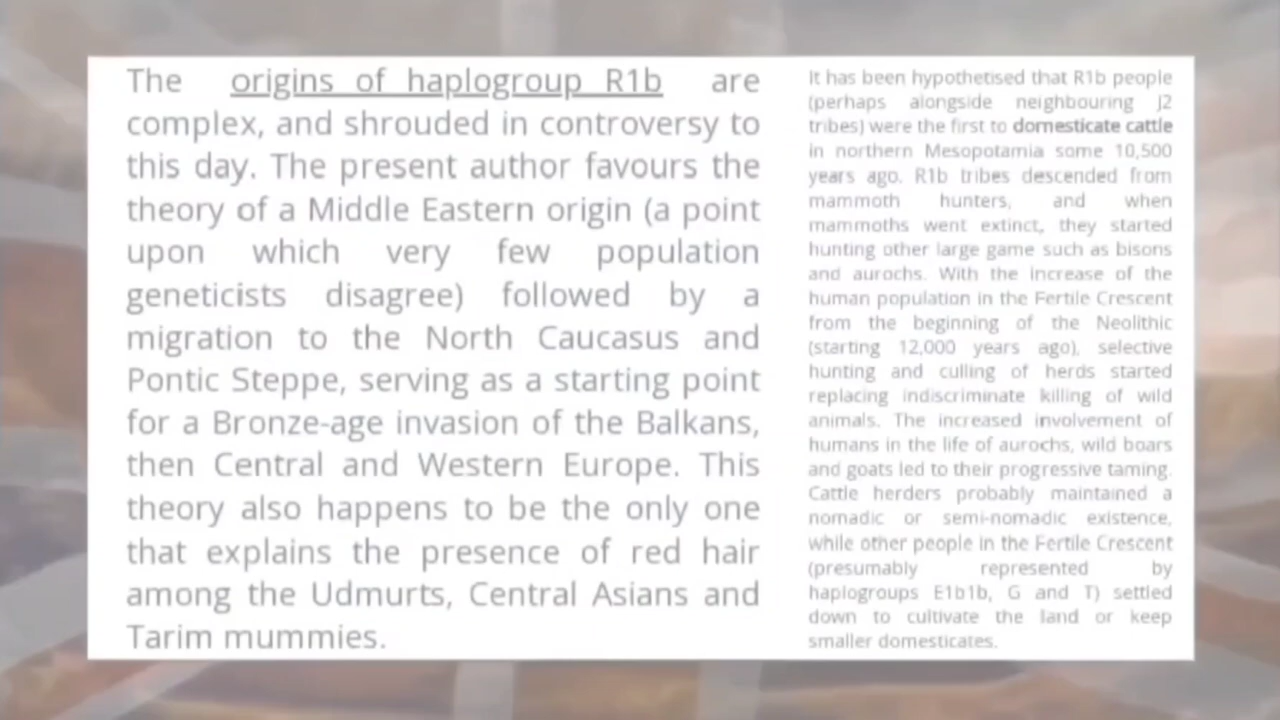 The origins of haplogroup R1b are
complex, and shrouded in controversy to
this day. The present author favours the
theory of a Middle Eastern origin (a point
upon which very few population
geneticists disagree) followed by a
migration to the North Caucasus and
Pontic Steppe, serving as a starting point
for a Bronze-age invasion of the Balkans,
then Central and Western Europe. This
theory also happens to be the only one
that explains the presence of red hair
among the Udmurts, Central Asians and
Tarim mummies.
It has been hypothetised that R1b people
(perhaps alongside neighbouring J2
tribes) were the first to domesticate cattle
in northern Mesopotamia some 10,500
years ago. R1b tribes descended from
mammoth hunters, and when
mammoths went extinct, they started
hunting other large game such as bisons
and aurochs. With the increase of the
human population in the Fertile Crescent
from the beginning of the Neolithic
(starting 12,000 years ago), selective
hunting and culling of herds started
replacing indiscriminate killing of wild
animals. The increased involvement of
humans in the life of aurochs, wild boars
and goats led to their progressive taming.
Cattle herders probably maintained a
nomadic or semi-nomadic existence,
while other people in the Fertile Crescent
(presumably represented by
haplogroups E1b1b, G and T) settled
down to cultivate the land or keep
smaller domesticates.